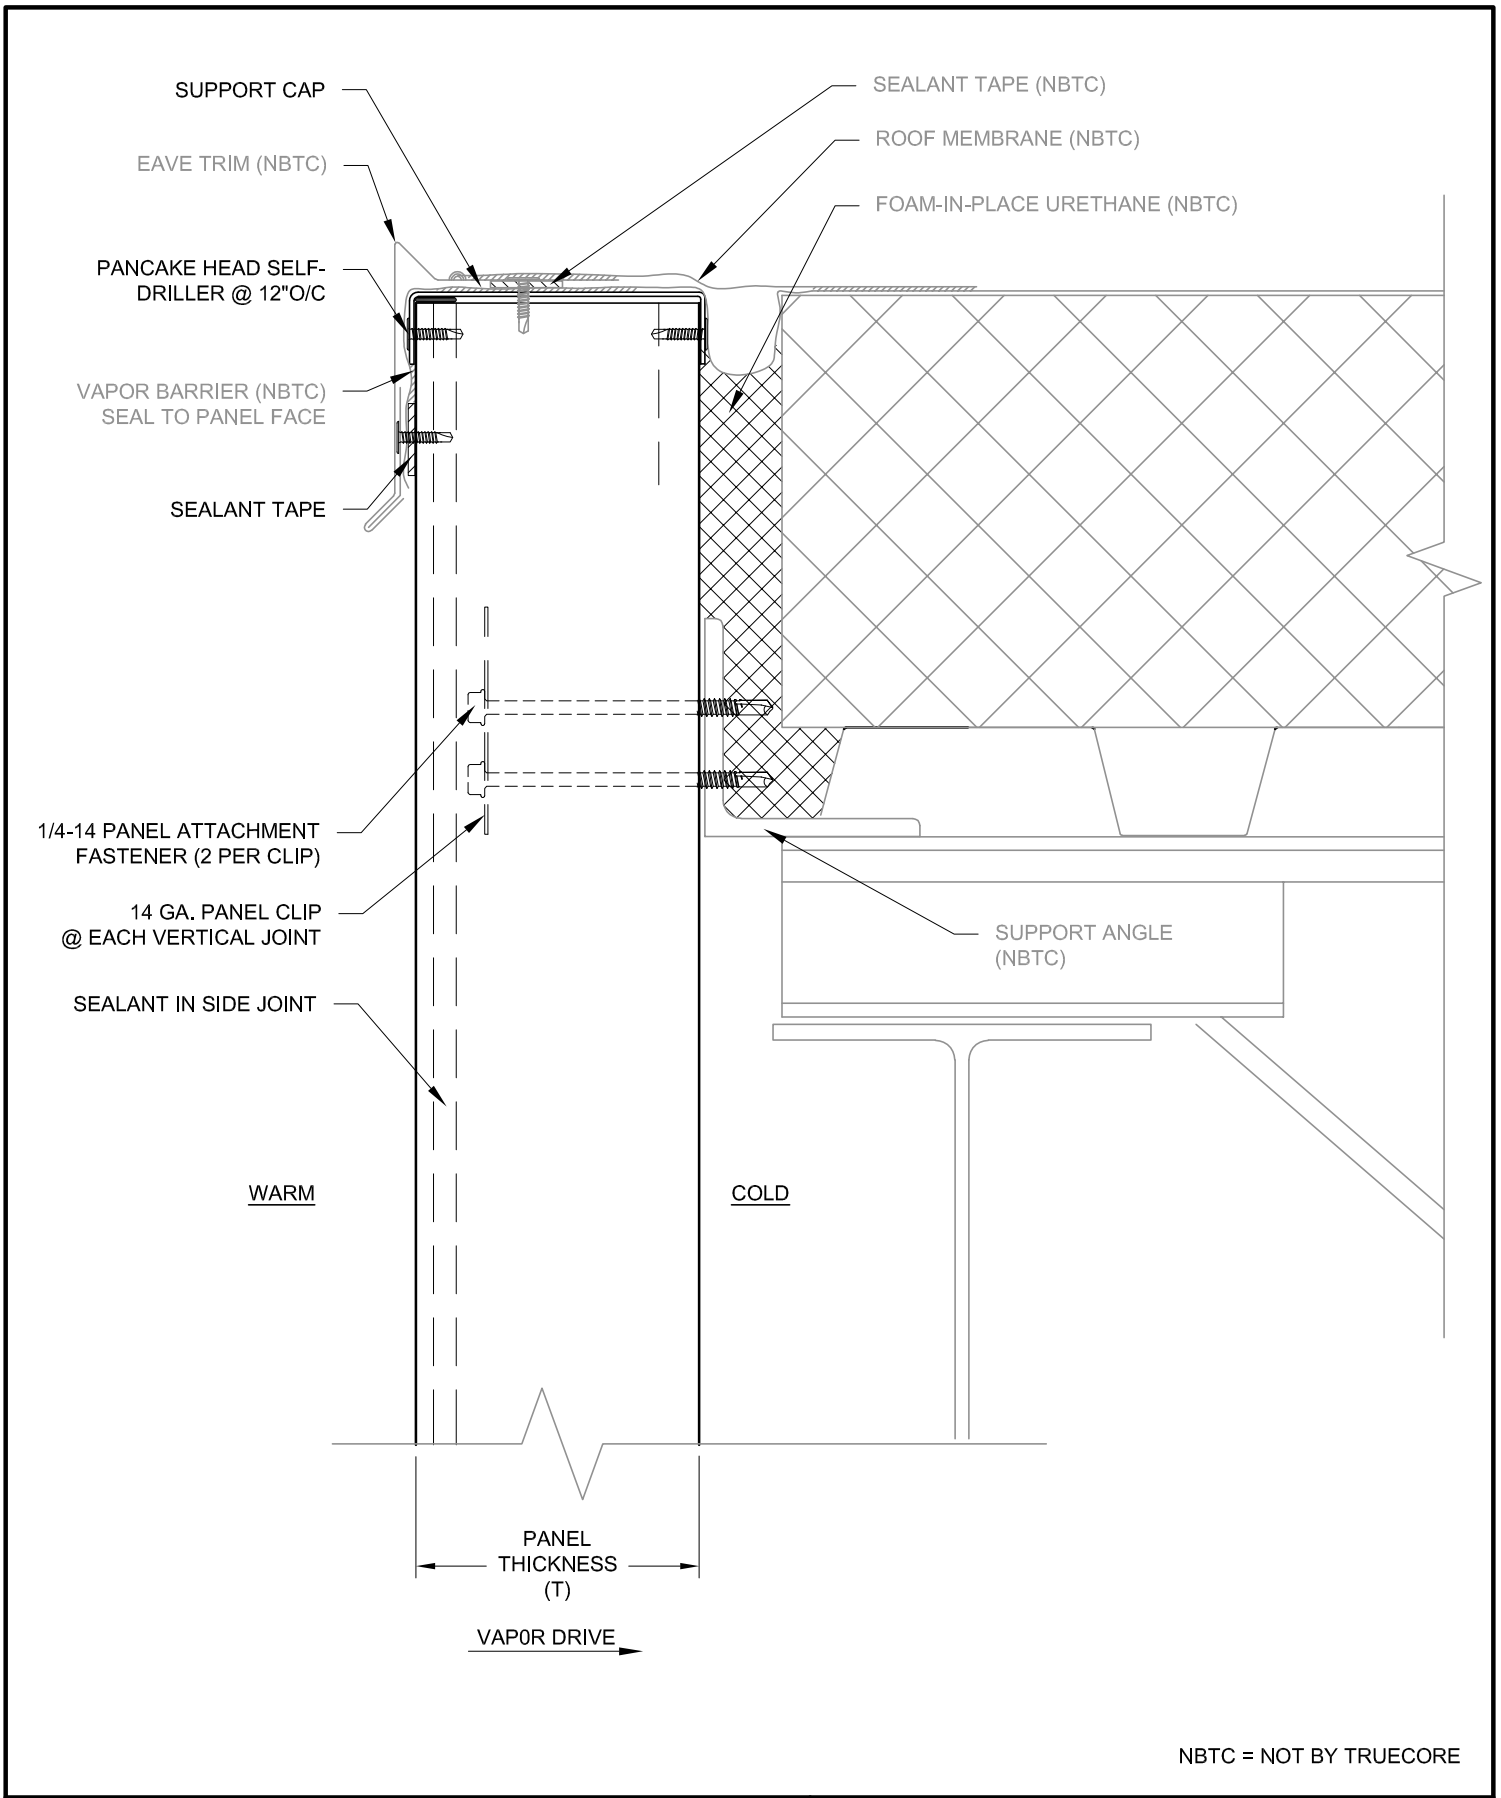 SUPPORT CAP
EAVE TRIM (NBTC)
PANCAKE HEAD SELF-
DRILLER @ 12"O/C
VAPOR BARRIER (NBTC)
SEAL TO PANEL FACE
SEALANT TAPE
1/4-14 PANEL ATTACHMENT
FASTENER (2 PER CLIP)
14 GA. PANEL CLIP
@ EACH VERTICAL JOINT
SEALANT IN SIDE JOINT
SEALANT TAPE (NBTC)
ROOF MEMBRANE (NBTC)
FOAM-IN-PLACE URETHANE (NBTC)
SUPPORT ANGLE
(NBTC)
WARM
COLD
PANEL
THICKNESS
(T)
VAP0R DRIVE
NBTC = NOT BY TRUECORE